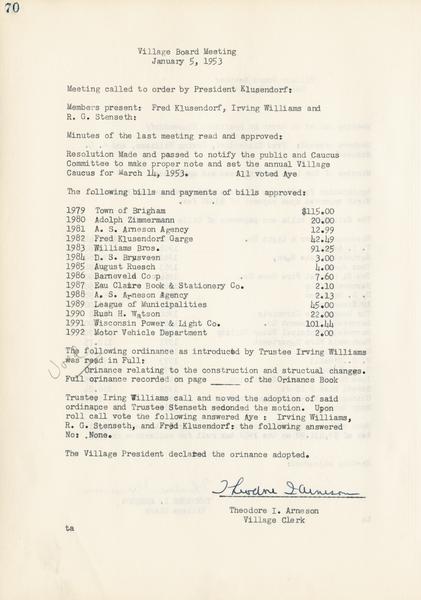 70
Village Board Meeting
January 5, 1953
Meeting called to order by President Klusendorf:
Members present: Fred Klusendorf, Irving Williams and
R. G. Stenseth:
Minutes of the last meeting read and approved:
Resolution Made and passed to notify the public and Caucus
Committee to make proper note and set the annual Village
Caucus for March 14, 1953. All voted Aye
The following bills and payments of bills approved:
1979 Town of Brigham $115.00
1980 Adolph Zimmermann 20.00
1981 A. S. Arneson Agency 12.99
1982 Fred Klusendorf Garge 42.49
1983 Williams Bros. 91.25
1984 D. S. Brusveen 3.00
1985 August Ruesch 4.00
1986 Barneveld Co p 7.60
1987 Eau Claire Book & Stationery Co. 2.10
1988 A. S. Arneson Agency 2.13
1989 League of Municipalities 45.00
1990 Rush H. Watson 22.00
1991 Wisconsin Power & Light Co. 101.44
1992 Motor Vehicle Department 2.00
The following ordinance as introduced by Trustee Irving Williams
was read in Full:
Orinance relating to the construction and structual changes.
Full orinance recorded on page _____ of the Orinance Book
Trustee Iring Williams call and moved the adoption of said
ordinance and Trustee Stenseth sedonded the motion. Upon
roll call vote the following answered Aye : Irving Williams,
R. G. Stenseth, and Fred Klusendorf: the following answered
No: None.
The Village President declared the orinance adopted.
Theodore I Arneson
Theodore I. Arneson
Village Clerk
ta